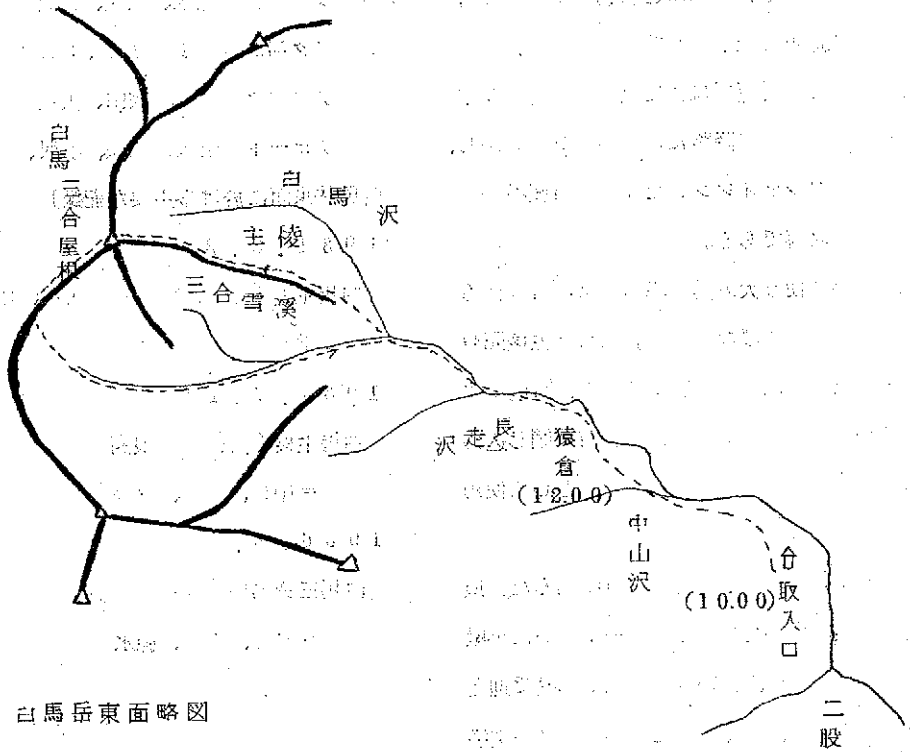 白馬沢
主稜
三合雪渓
白馬三合屋根
長走沢
猿倉
(1200)
中山沢
台取入口
(1000)
二股
白馬岳東面略図